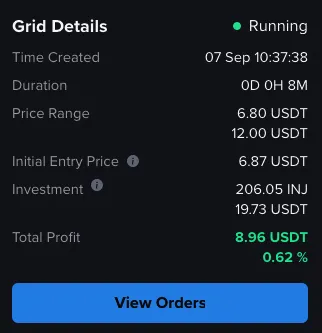 Grid Details Running
Time Created 07 Sep 10:37:38
Duration 0D 0H 8M
Price Range 6.80 USDT
12.00 USDT
Initial Entry Price 6.87 USDT
Investment 206.05 INJ
19.73 USDT
Total Profit 8.96 USDT
0.62 %
View Orders